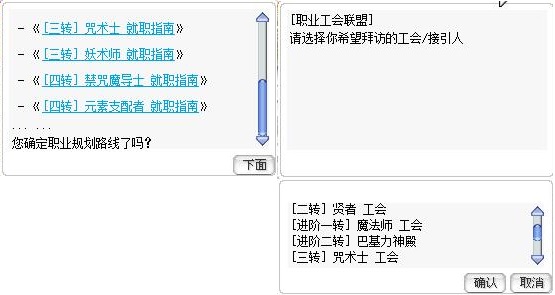 - 《[三转] 咒术士 就职指南》
- 《[三转] 妖术师 就职指南》
- 《[四转] 禁咒魔导士 就职指南》
- 《[四转] 元素支配者 就职指南》
... ...
您确定职业规划路线了吗?
下面
[职业工会联盟]
请选择你希望拜访的工会/接引人
[二转] 贤者 工会
[进阶一转] 魔法师 工会
[进阶二转] 巴基力神殿
[三转] 咒术士 工会
确认
取消